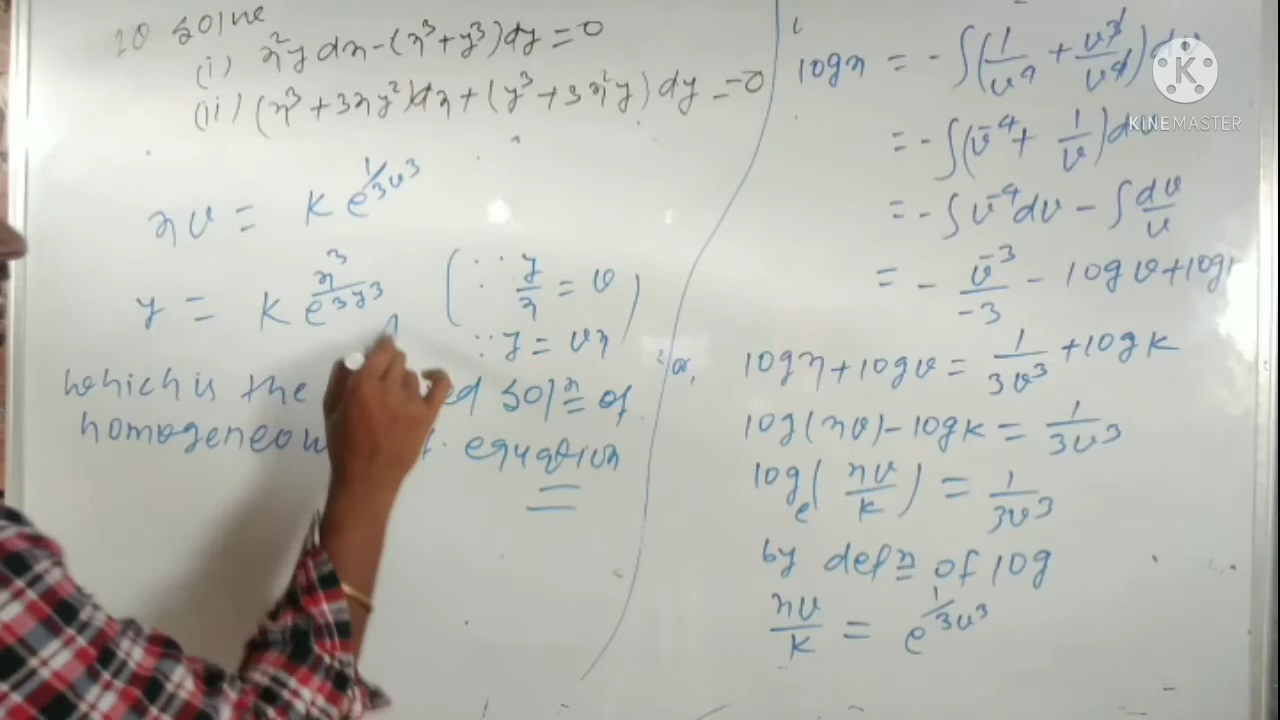 20 solve
(i) x²y dx - (x³+y³) dy = 0
(ii) (x³ + 3xy²) dx + (y³ + 3x²y) dy = 0
xv = k e^(1/3v³)
y = k e^(x³/3y³) (∵ y/x = v
∵ y = vx)
which is the solⁿ of
homogeneous equation
log x = - ∫(1/v⁴ + v³/v⁴) dv
= - ∫(v⁻⁴ + 1/v) dv
= - ∫ v⁻⁴ dv - ∫ dv/v
= - v⁻³/-3 - log v + log
or, log x + log v = 1/3v³ + log k
log(xv) - log k = 1/3v³
logₑ(xv/k) = 1/3v³
by defⁿ of log
xv/k = e^(1/3v³)
KINEMASTER